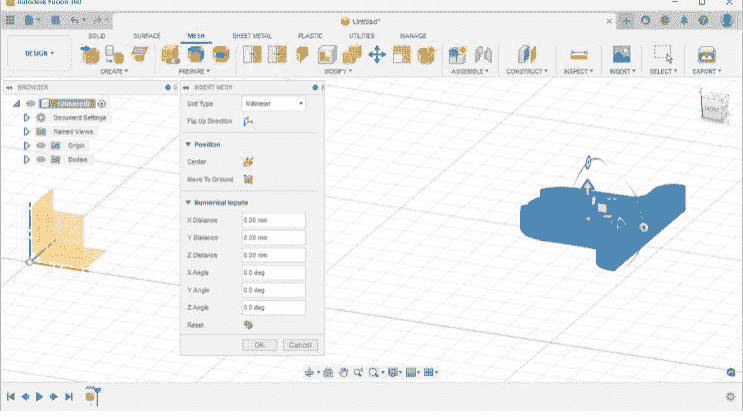 Autodesk Fusion 360
Untitled*
SOLID SURFACE MESH SHEET METAL PLASTIC UTILITIES MANAGE
DESIGN
CREATE PREPARE MODIFY ASSEMBLE CONSTRUCT INSPECT INSERT SELECT EXPORT
BROWSER
Document Settings
Named Views
Origin
Bodies
INSERT MESH
Unit Type Millimeter
Flip Up Direction
Position
Center
Move To Ground
Numerical Inputs
X Distance 0.00 mm
Y Distance 0.00 mm
Z Distance 0.00 mm
X Angle 0.0 deg
Y Angle 0.0 deg
Z Angle 0.0 deg
Reset
OK Cancel